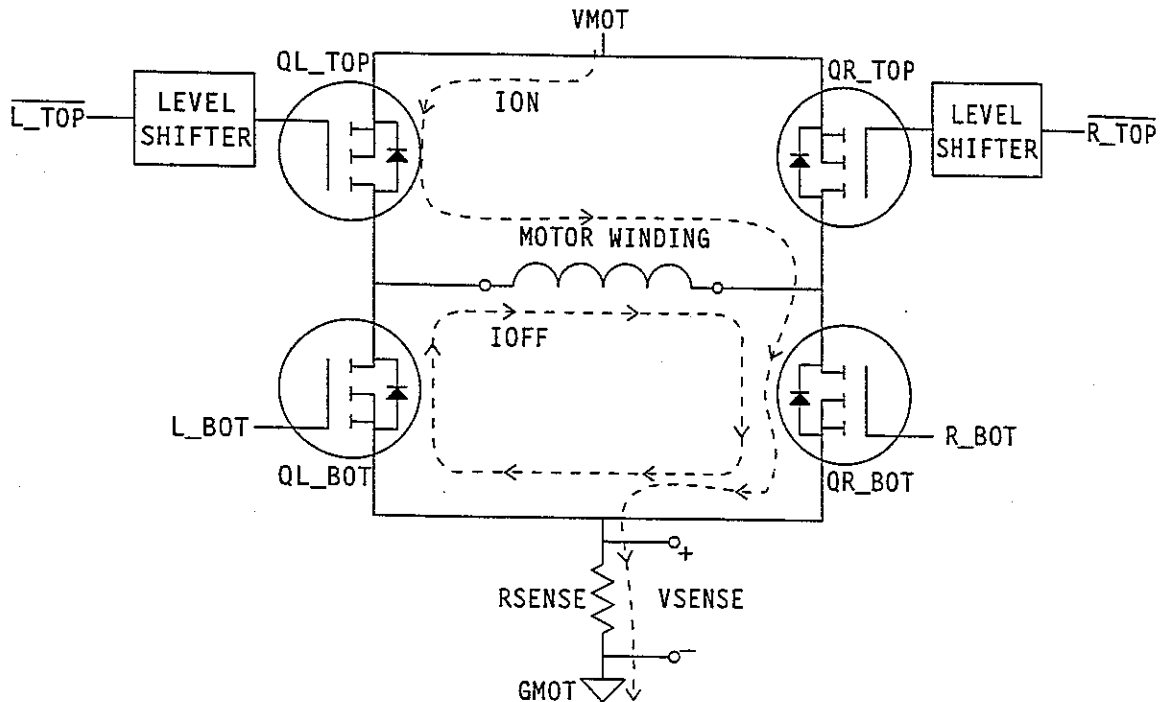 VMOT
QL_TOP
QR_TOP
L_TOP
LEVEL
SHIFTER
ION
LEVEL
SHIFTER
R_TOP
MOTOR WINDING
IOFF
L_BOT
R_BOT
QL_BOT
QR_BOT
+
RSENSE
VSENSE
−
GMOT